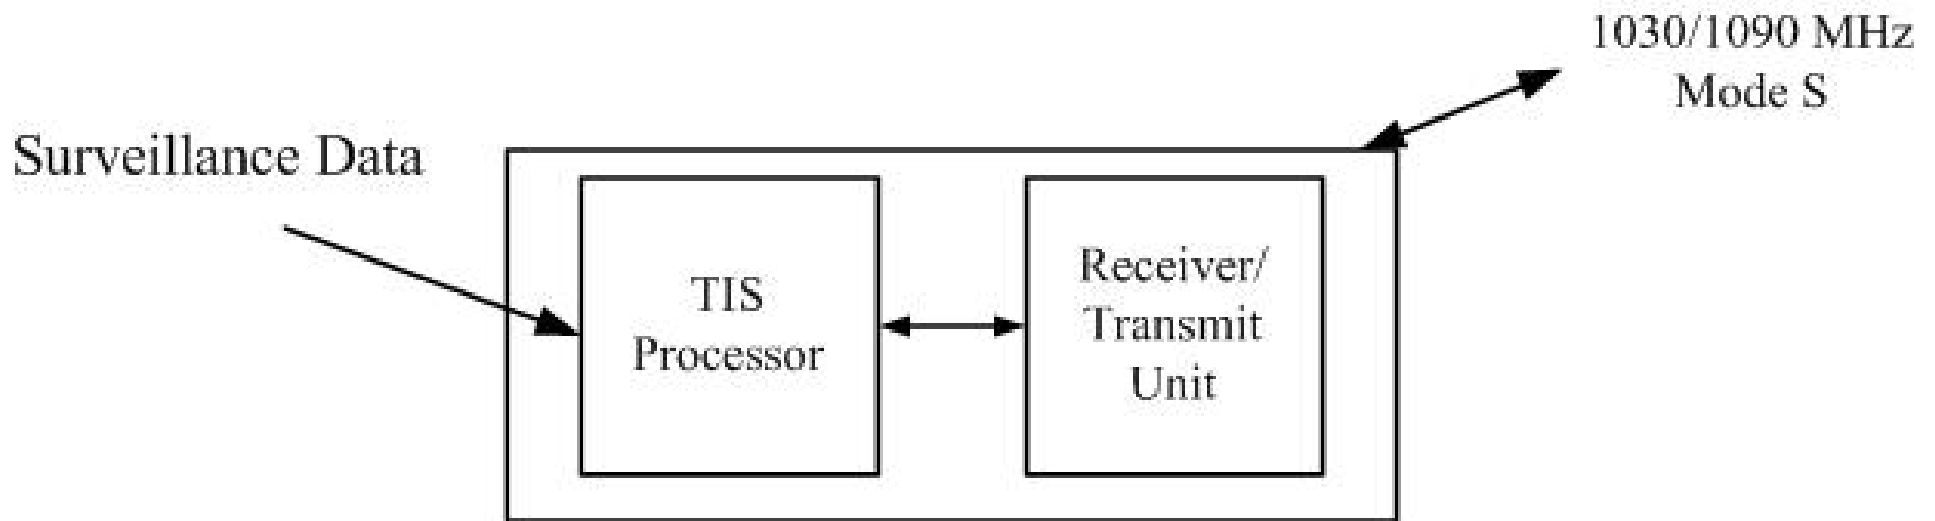 1030/1090 MHz
Mode S
Surveillance Data
TIS
Processor
Receiver/
Transmit
Unit